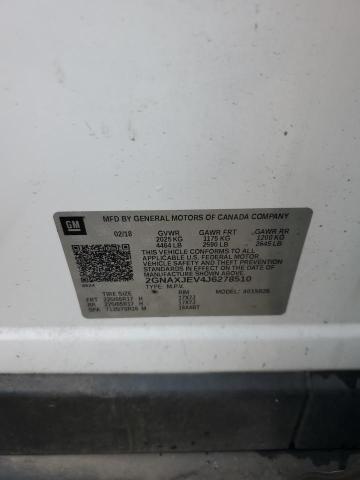 GM
MFD BY GENERAL MOTORS OF CANADA COMPANY
02/18 GVWR GAWR FRT GAWR RR
2025 KG 1175 KG 1200 KG
4464 LB 2590 LB 2645 LB
THIS VEHICLE CONFORMS TO ALL APPLICABLE
U.S. FEDERAL MOTOR VEHICLE SAFETY, BUMPER,
AND THEFT PREVENTION STANDARDS IN EFFECT ON
THE DATE OF MANUFACTURE SHOWN ABOVE.
2GNAXJEV4J6278510
TYPE: M.P.V. MODEL:
TIRE SIZE RIM
FRT 225/65R17 H 17X7J
RR 225/65R17 H 17X7J
SPA T135/70R16 M 16X4BT